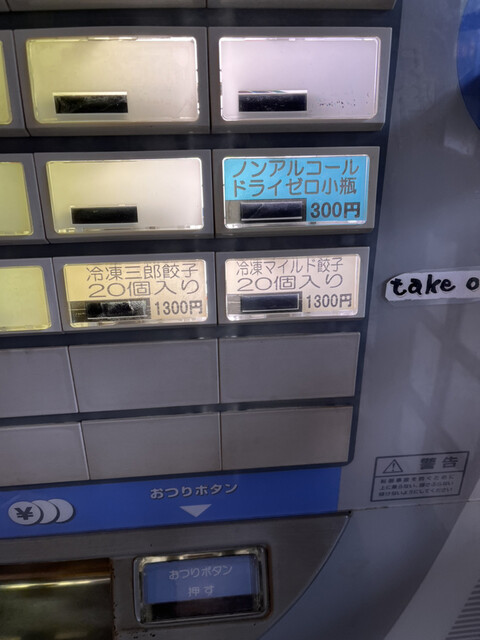 ノンアルコール
ドライゼロ小瓶
300円
冷凍三郎餃子
20個入り
1300円
冷凍マイルド餃子
20個入り
1300円
take o
警告
おつりボタン
¥
おつりボタン
押す